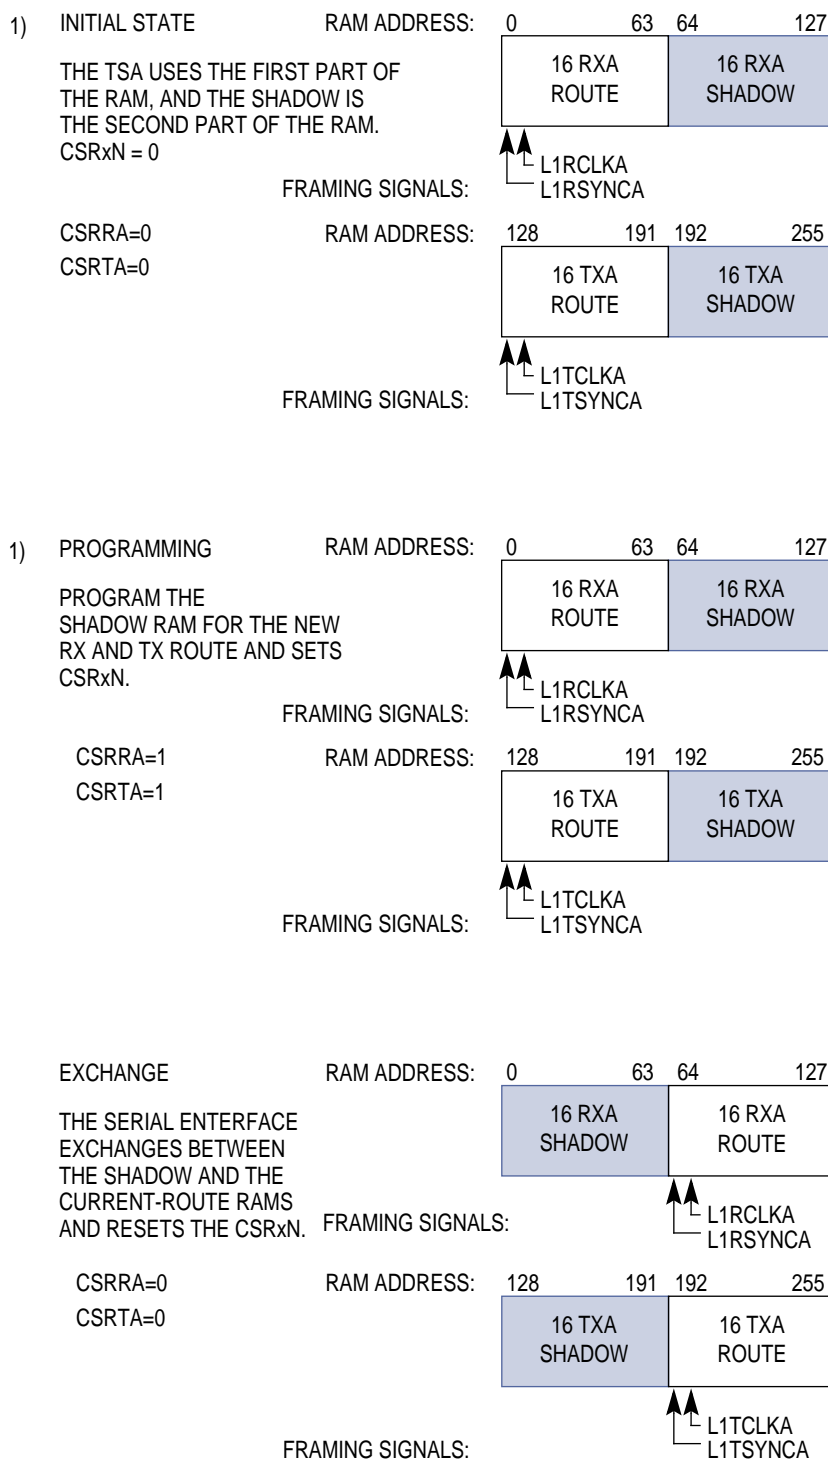 1) INITIAL STATE RAM ADDRESS: 0 63 64 127
THE TSA USES THE FIRST PART OF
THE RAM, AND THE SHADOW IS
THE SECOND PART OF THE RAM.
CSRxN = 0
16 RXA
ROUTE
16 RXA
SHADOW
L1RCLKA
FRAMING SIGNALS: L1RSYNCA
CSRRA=0 RAM ADDRESS: 128 191 192 255
CSRTA=0
16 TXA
ROUTE
16 TXA
SHADOW
L1TCLKA
FRAMING SIGNALS: L1TSYNCA
1) PROGRAMMING RAM ADDRESS: 0 63 64 127
PROGRAM THE
SHADOW RAM FOR THE NEW
RX AND TX ROUTE AND SETS
CSRxN.
16 RXA
ROUTE
16 RXA
SHADOW
L1RCLKA
FRAMING SIGNALS: L1RSYNCA
CSRRA=1 RAM ADDRESS: 128 191 192 255
CSRTA=1
16 TXA
ROUTE
16 TXA
SHADOW
L1TCLKA
FRAMING SIGNALS: L1TSYNCA
EXCHANGE RAM ADDRESS: 0 63 64 127
THE SERIAL ENTERFACE
EXCHANGES BETWEEN
THE SHADOW AND THE
CURRENT-ROUTE RAMS
AND RESETS THE CSRxN.
16 RXA
SHADOW
16 RXA
ROUTE
L1RCLKA
FRAMING SIGNALS: L1RSYNCA
CSRRA=0 RAM ADDRESS: 128 191 192 255
CSRTA=0
16 TXA
SHADOW
16 TXA
ROUTE
L1TCLKA
FRAMING SIGNALS: L1TSYNCA